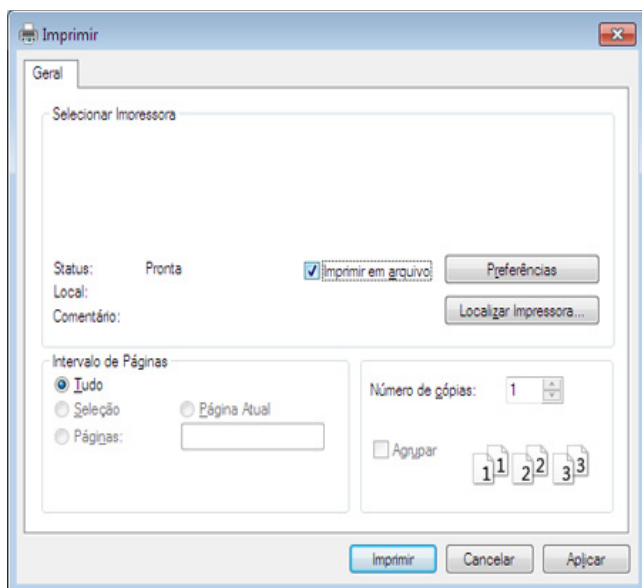 Imprimir
Geral
Selecionar Impressora
Status: Pronta
Imprimir em arquivo
Preferências
Local:
Localizar Impressora...
Comentário:
Intervalo de Páginas
Tudo
Seleção
Página Atual
Páginas:
Número de cópias: 1
Agrupar
1 1 2 2 3 3
Imprimir
Cancelar
Aplicar